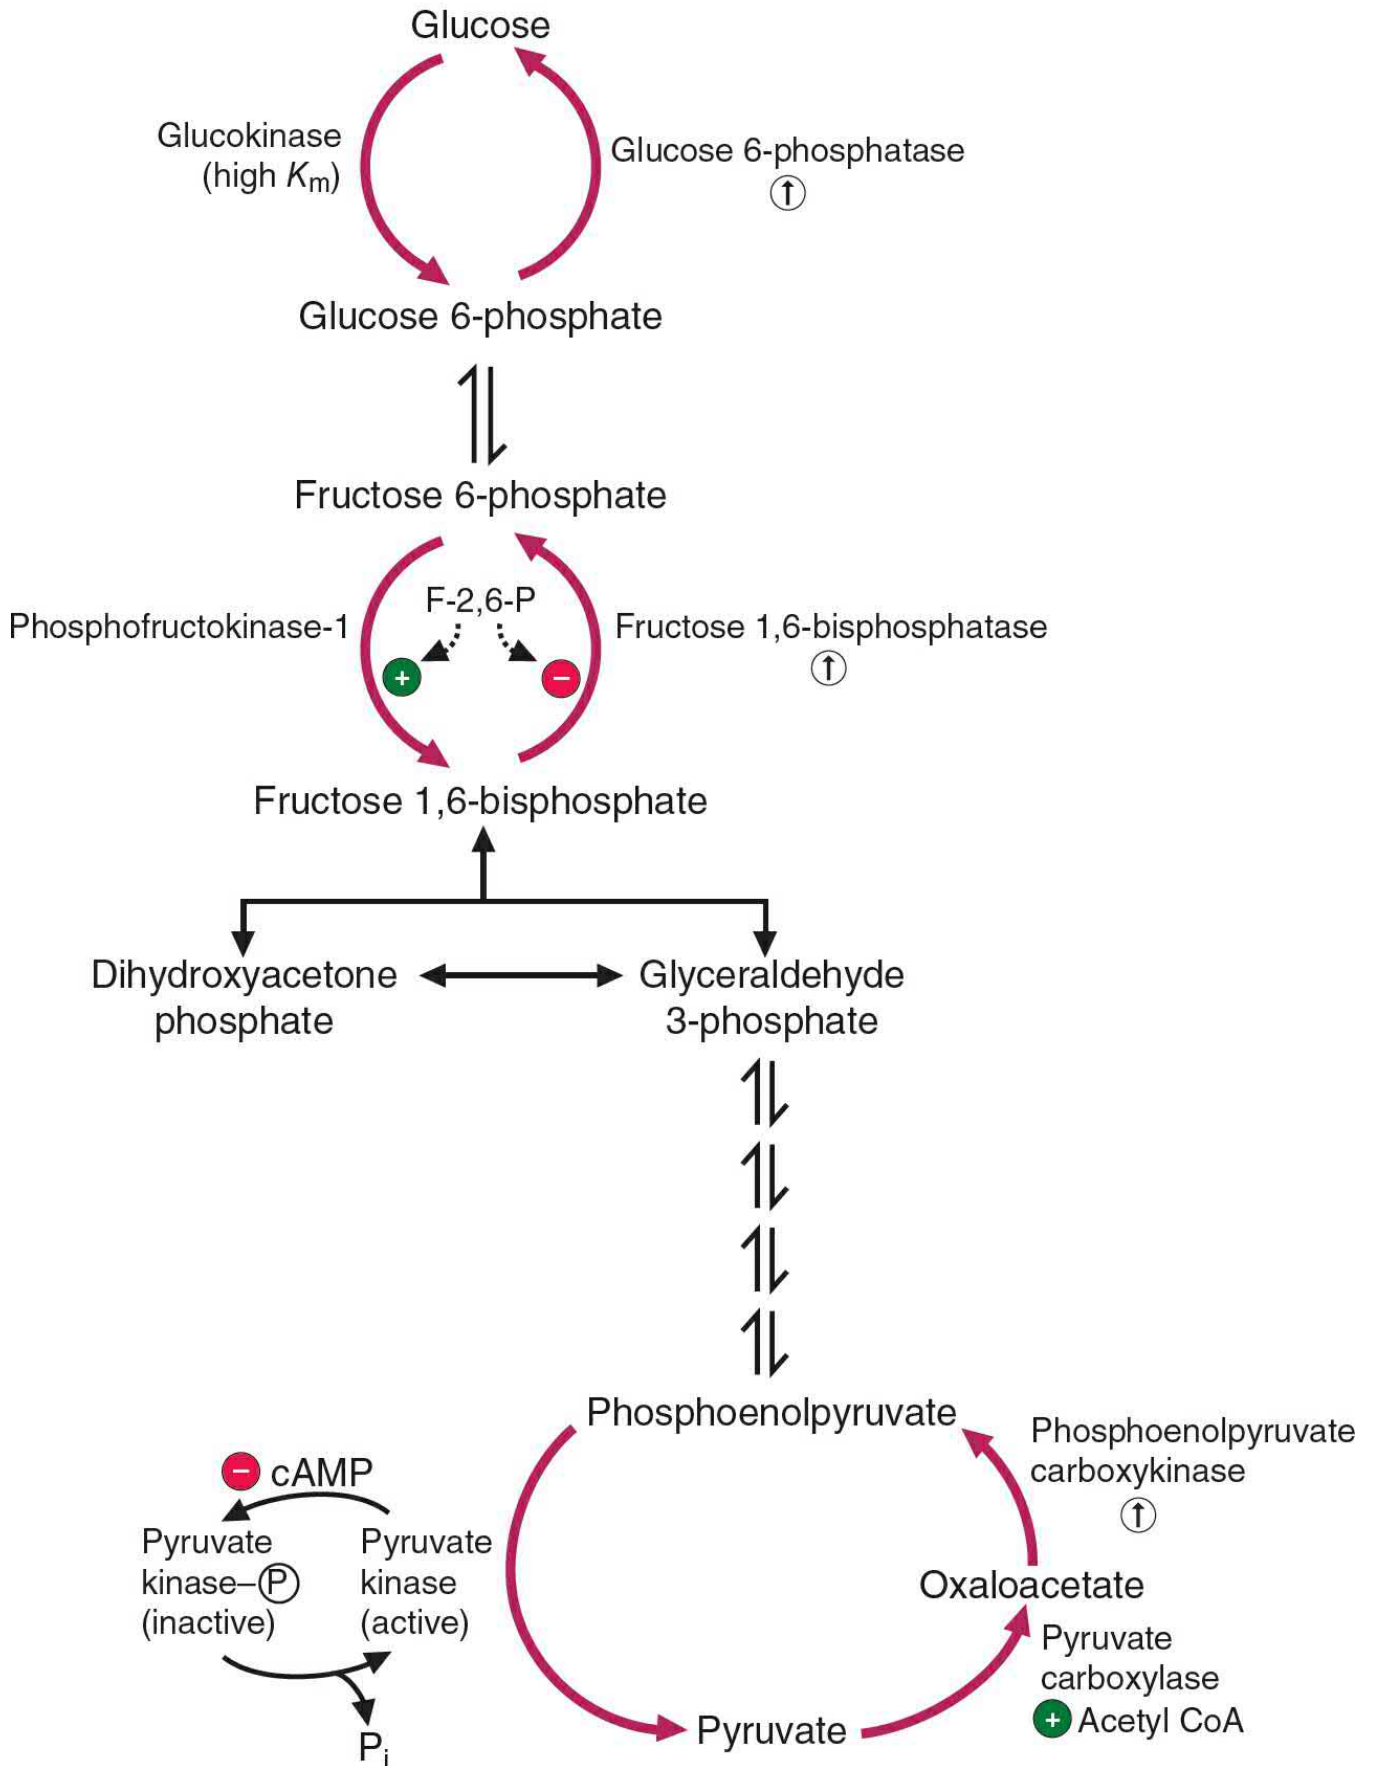 Glucose
Glucokinase
(high Km)
Glucose 6-phosphatase
↑
Glucose 6-phosphate
Fructose 6-phosphate
F-2,6-P
Phosphofructokinase-1
Fructose 1,6-bisphosphatase
↑
+
−
Fructose 1,6-bisphosphate
Dihydroxyacetone
phosphate
Glyceraldehyde
3-phosphate
Phosphoenolpyruvate
Phosphoenolpyruvate
carboxykinase
↑
− cAMP
Pyruvate
kinase–P
(inactive)
Pyruvate
kinase
(active)
Pi
Oxaloacetate
Pyruvate
carboxylase
+ Acetyl CoA
Pyruvate